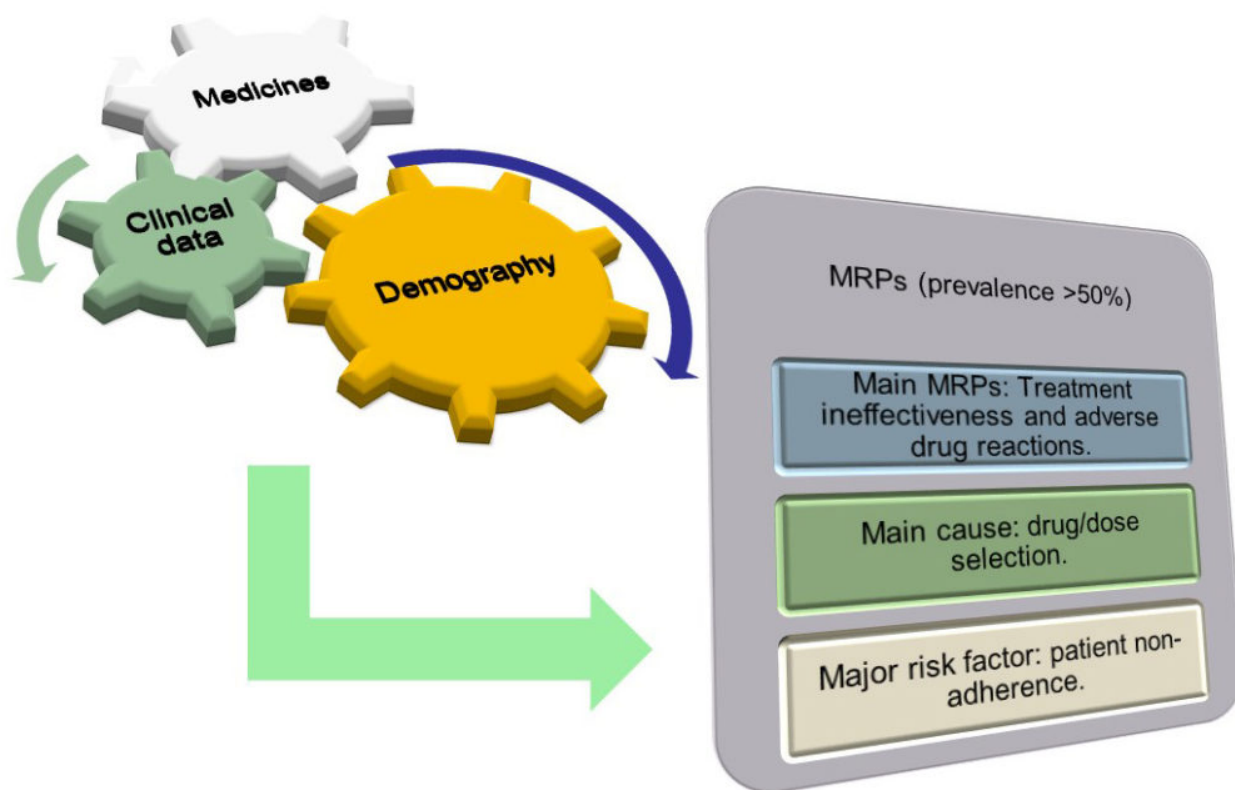 Medicines
Clinical
data
Demography
MRPs (prevalence >50%)
Main MRPs: Treatment
ineffectiveness and adverse
drug reactions.
Main cause: drug/dose
selection.
Major risk factor: patient non-
adherence.